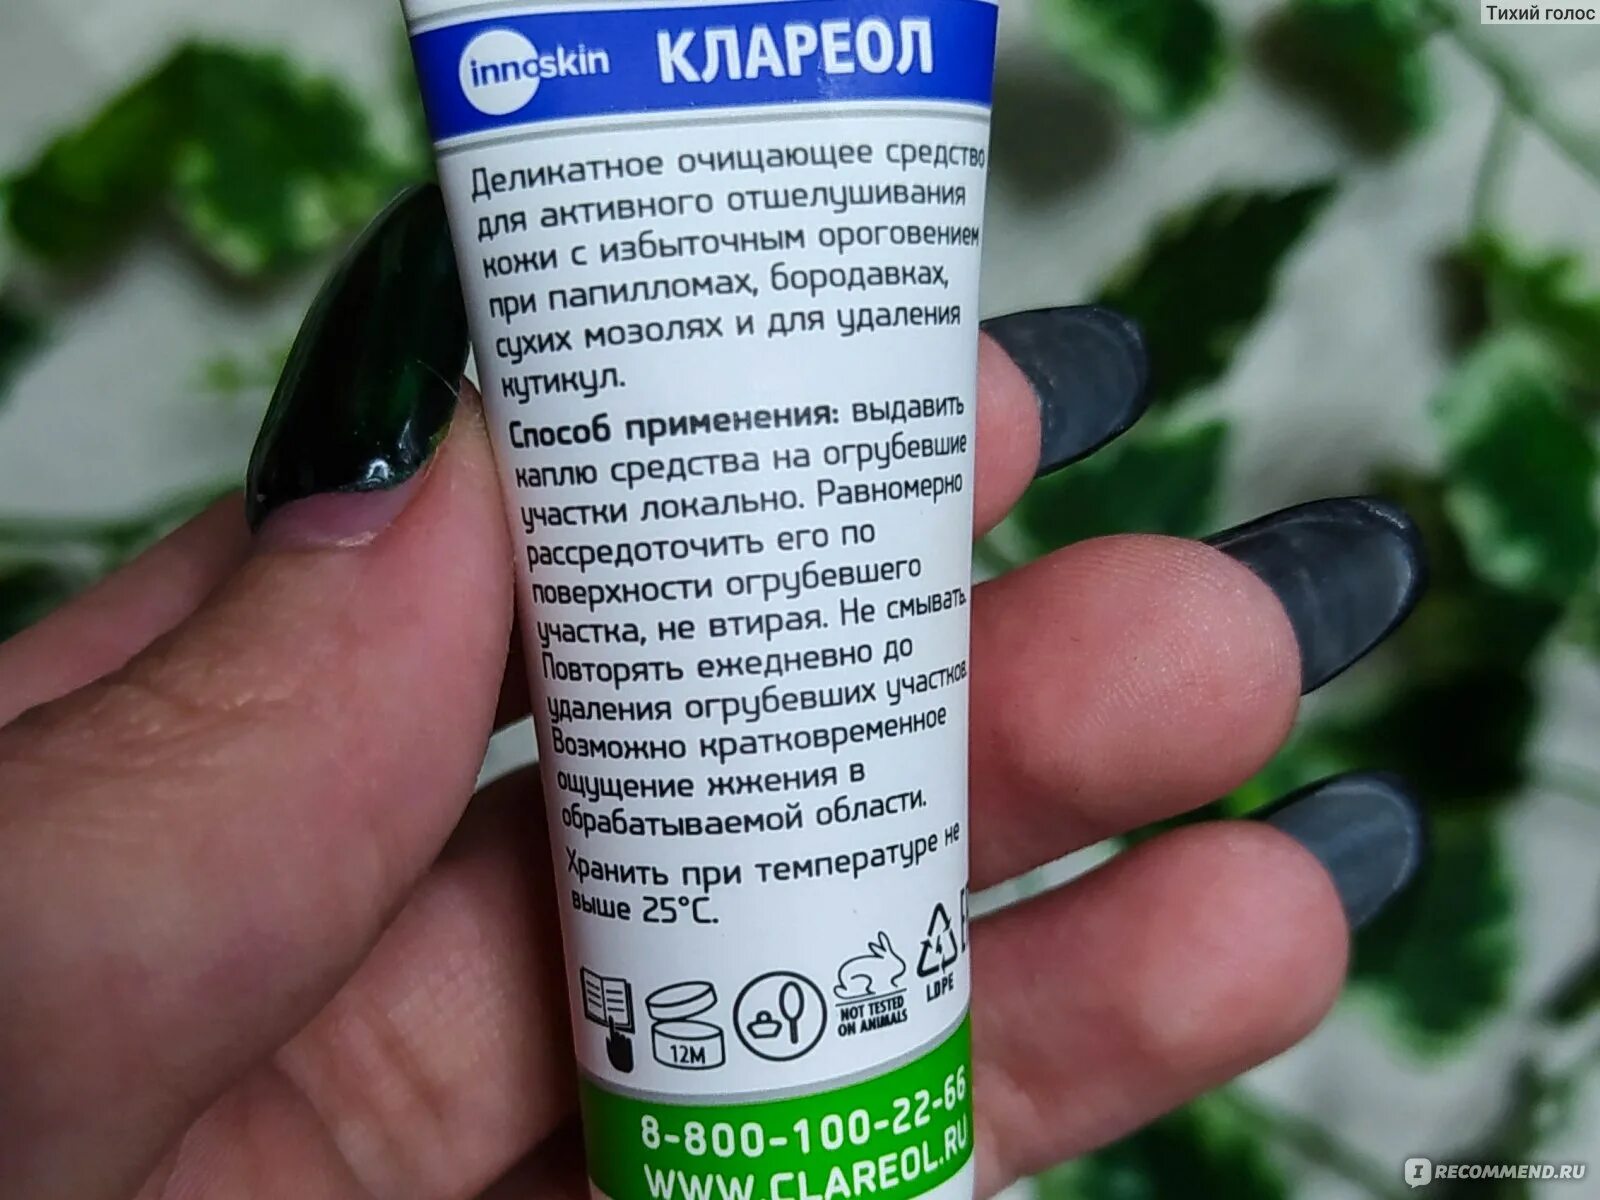 Тихий голос
innoskin КЛАРЕОЛ
Деликатное очищающее средство
для активного отшелушивания
кожи с избыточным ороговением
при папилломах, бородавках,
сухих мозолях и для удаления
кутикул.
Способ применения: выдавить
каплю средства на огрубевшие
участки локально. Равномерно
рассредоточить его по
поверхности огрубевшего
участка, не втирая. Не смывать.
Повторять ежедневно до
удаления огрубевших участков.
Возможно кратковременное
ощущение жжения в
обрабатываемой области.
Хранить при температуре не
выше 25°C.
12M
NOT TESTED
ON ANIMALS
4
LDPE
8-800-100-22-66
WWW.CLAREOL.RU
IRECOMMEND.RU